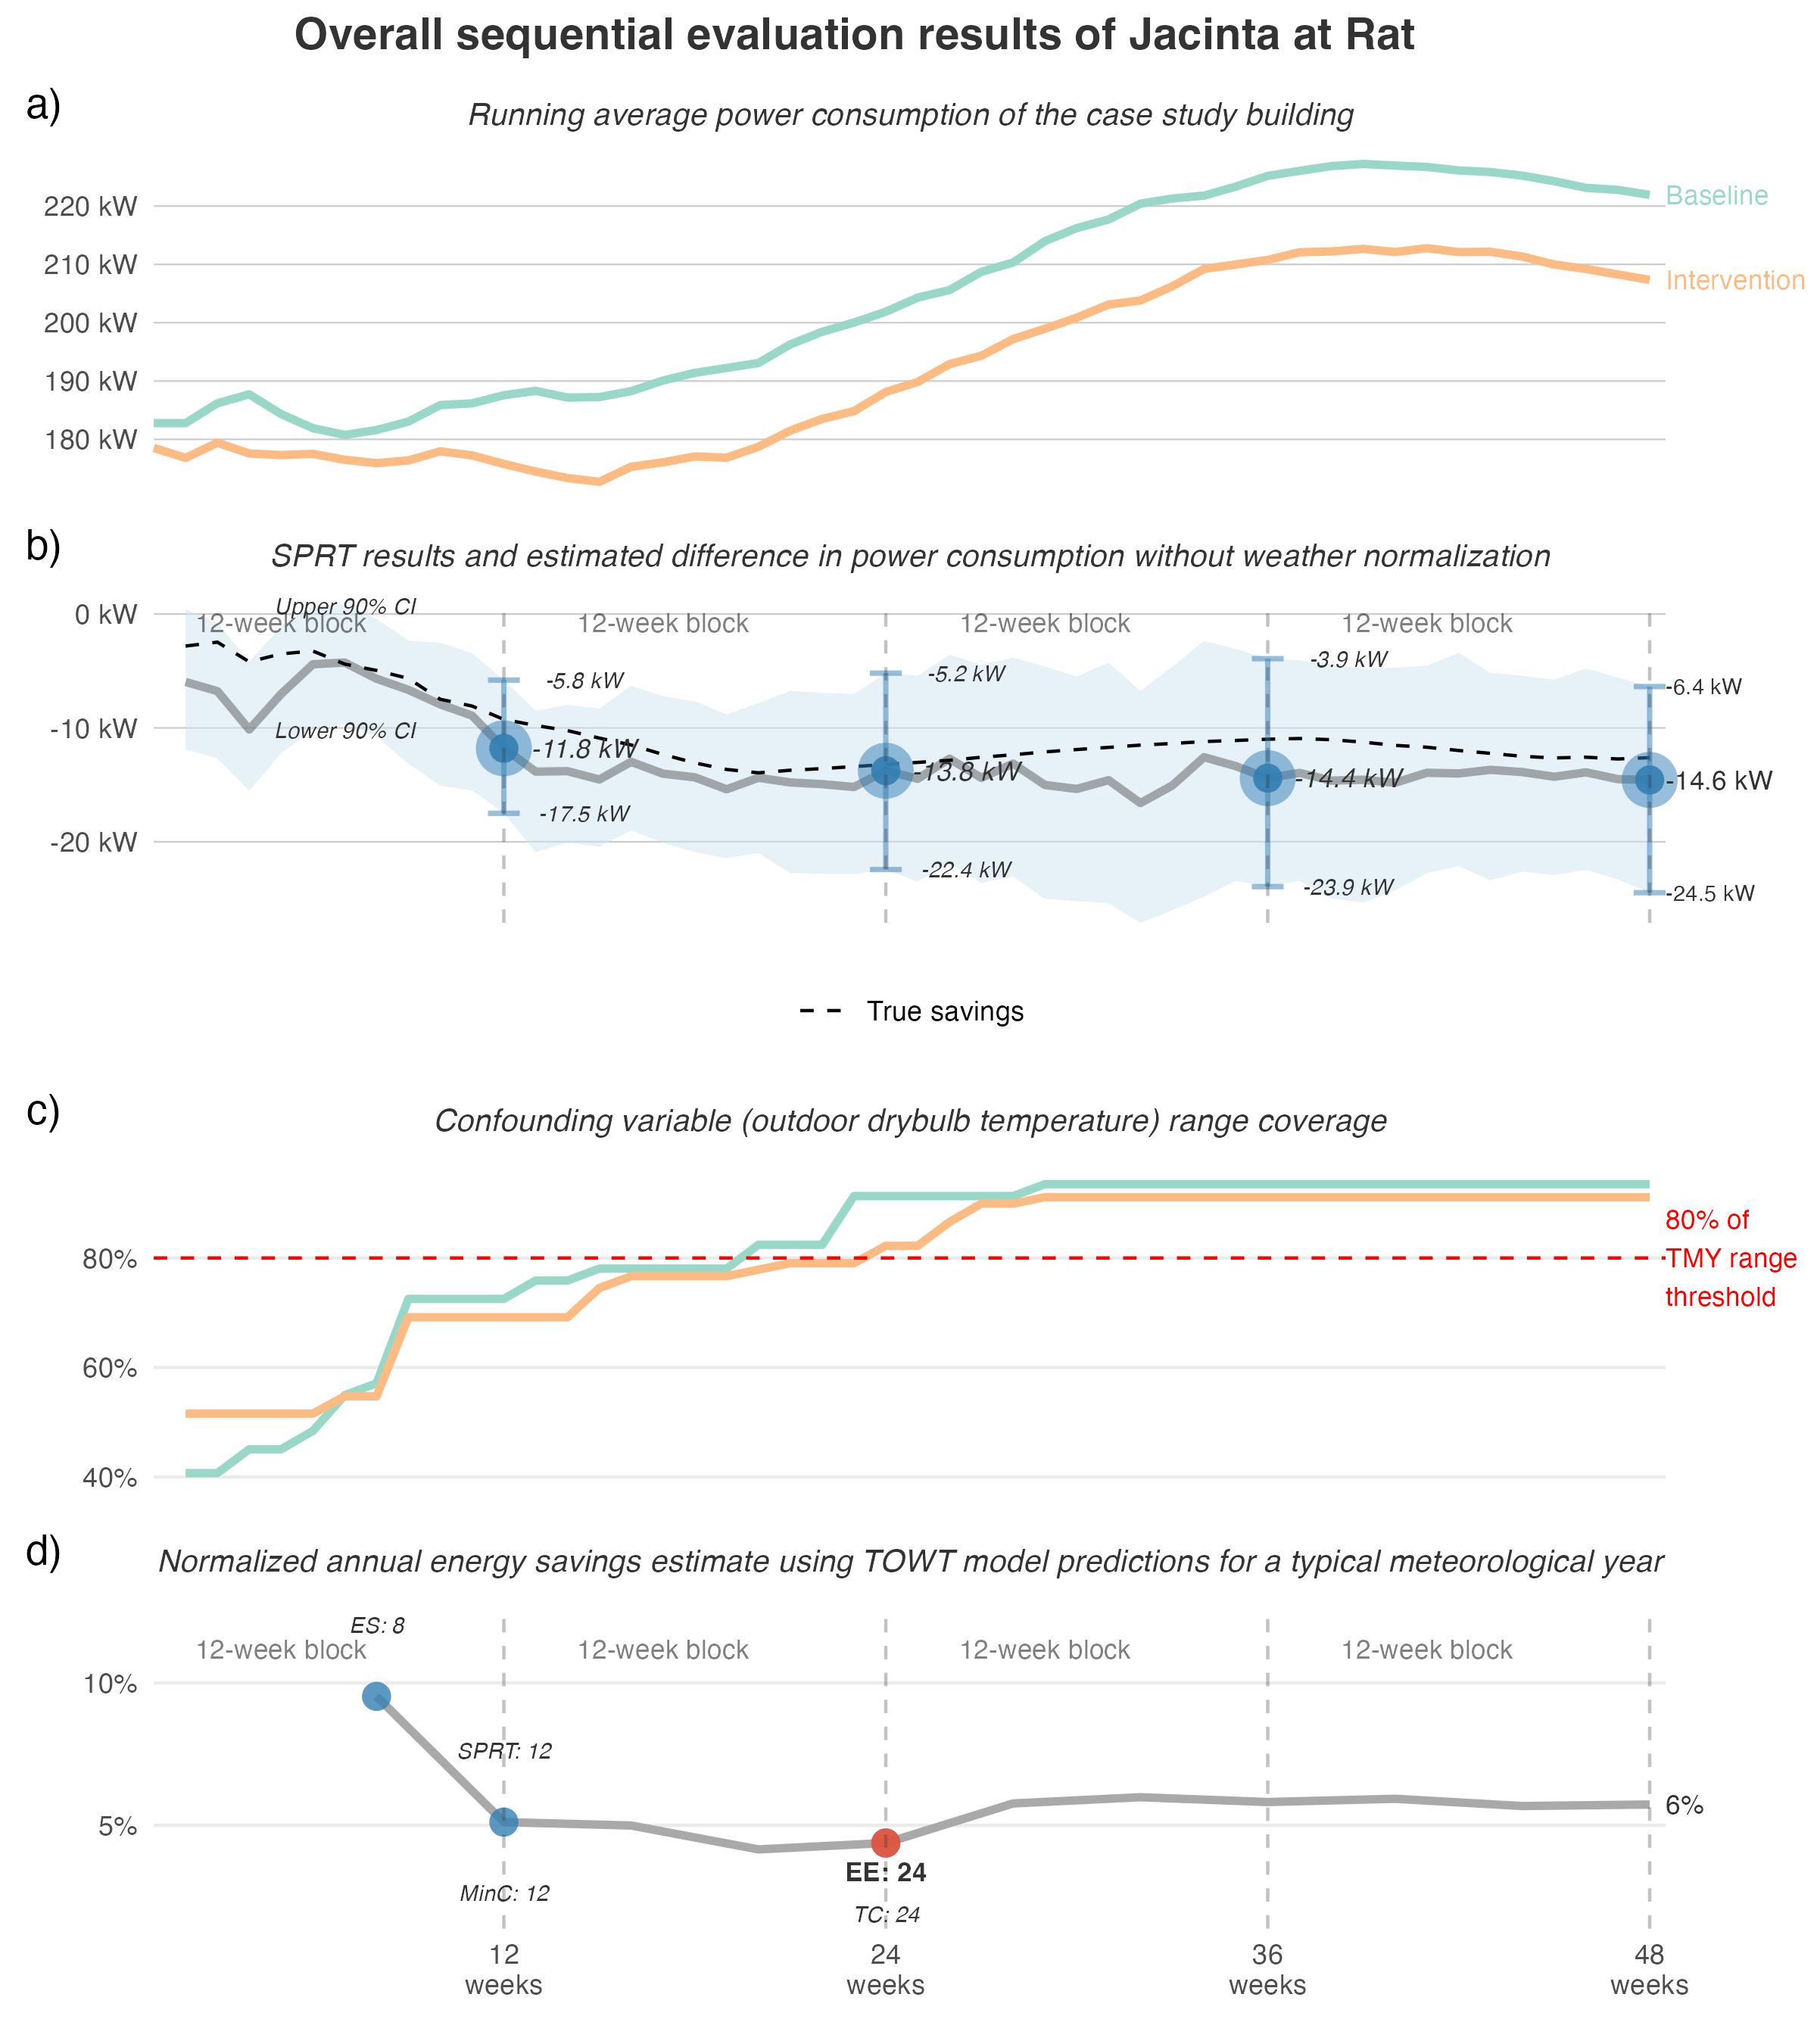 Overall sequential evaluation results of Jacinta at Rat
a)
Running average power consumption of the case study building
220 kW
210 kW
200 kW
190 kW
180 kW
Baseline
Intervention
b)
SPRT results and estimated difference in power consumption without weather normalization
0 kW
-10 kW
-20 kW
Upper 90% CI
12-week block
12-week block
12-week block
12-week block
Lower 90% CI
-5.8 kW
-11.8 kW
-17.5 kW
-5.2 kW
-13.8 kW
-22.4 kW
-3.9 kW
-14.4 kW
-23.9 kW
-6.4 kW
-14.6 kW
-24.5 kW
True savings
c)
Confounding variable (outdoor drybulb temperature) range coverage
80%
60%
40%
80% of
TMY range
threshold
d)
Normalized annual energy savings estimate using TOWT model predictions for a typical meteorological year
ES: 8
12-week block
12-week block
12-week block
12-week block
10%
5%
SPRT: 12
MinC: 12
EE: 24
TC: 24
6%
12
weeks
24
weeks
36
weeks
48
weeks